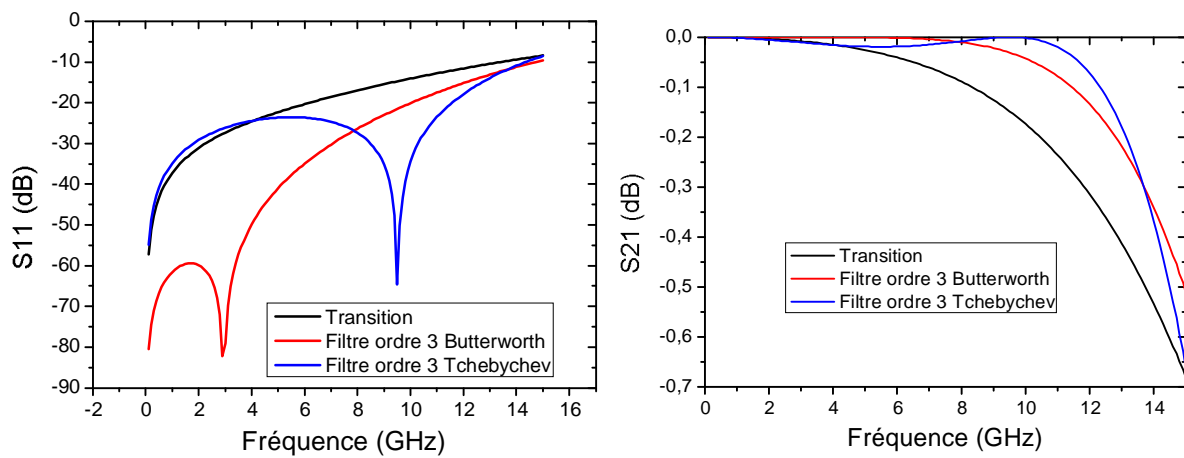 0
-10
-20
-30
-40
-50
-60
-70
-80
-90
S11 (dB)
-2 0 2 4 6 8 10 12 14 16
Fréquence (GHz)
Transition
Filtre ordre 3 Butterworth
Filtre ordre 3 Tchebychev
0,0
-0,1
-0,2
-0,3
-0,4
-0,5
-0,6
-0,7
S21 (dB)
0 2 4 6 8 10 12 14
Fréquence (GHz)
Transition
Filtre ordre 3 Butterworth
Filtre ordre 3 Tchebychev